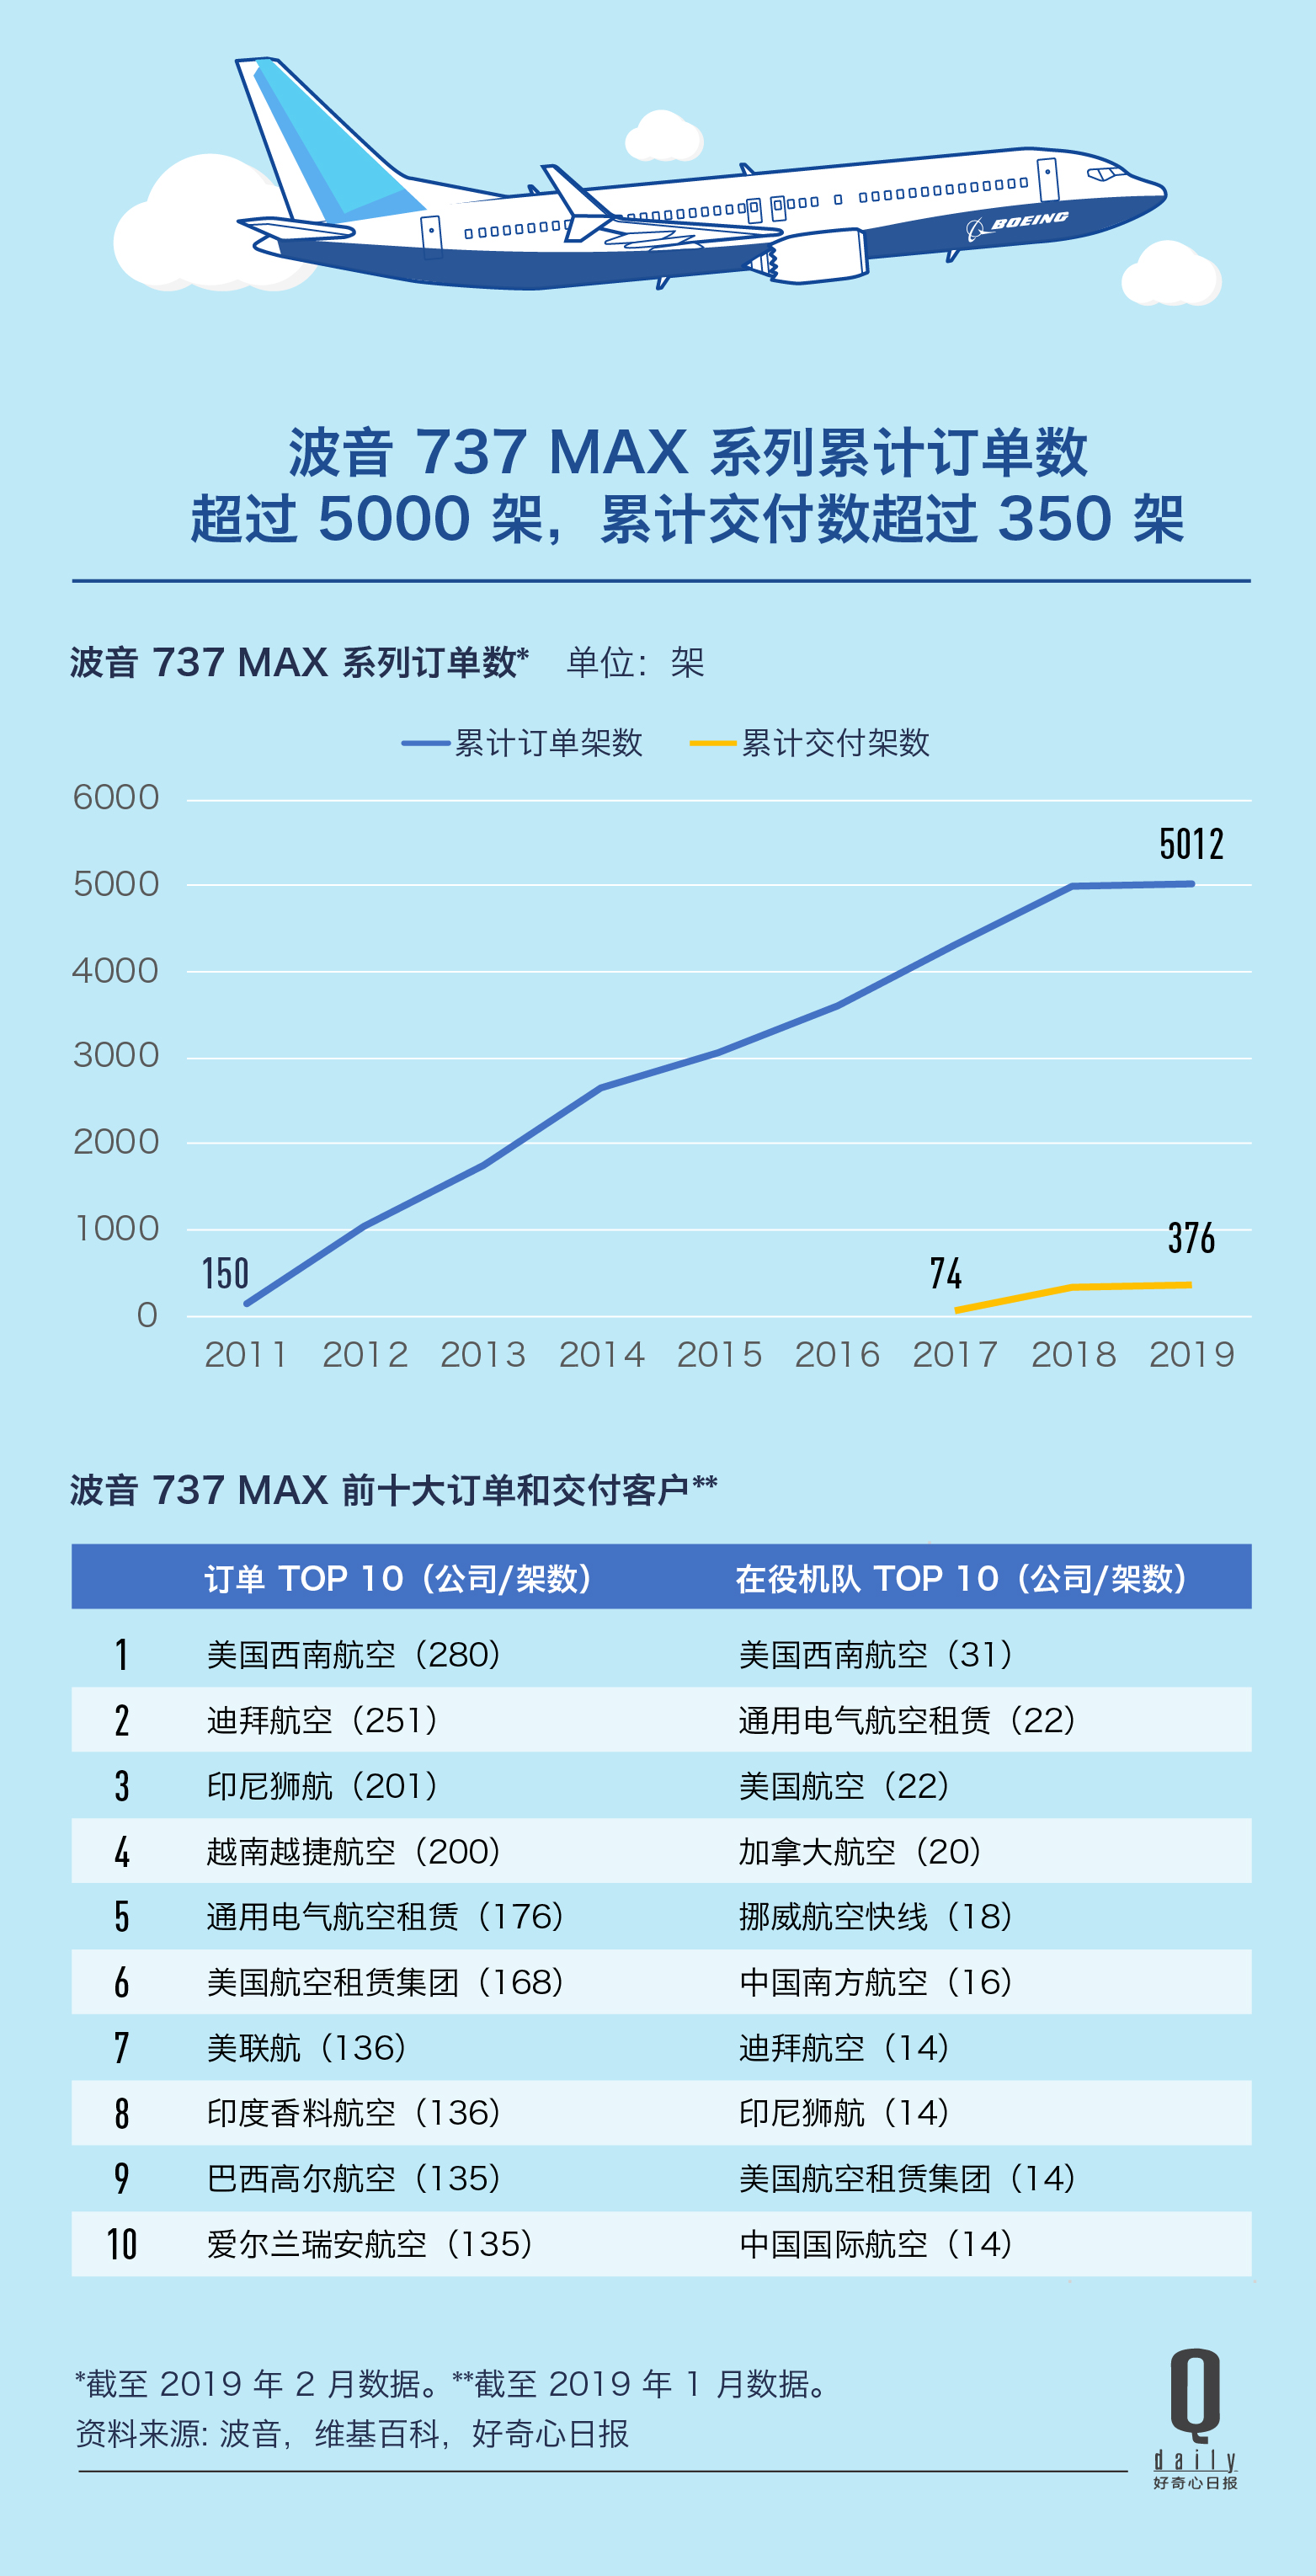 BOEING
波音 737 MAX 系列累计订单数
超过 5000 架，累计交付数超过 350 架
波音 737 MAX 系列订单数* 单位：架
累计订单架数 累计交付架数
6000
5012
5000
4000
3000
2000
1000
376
150
74
0
2011 2012 2013 2014 2015 2016 2017 2018 2019
波音 737 MAX 前十大订单和交付客户**
订单 TOP 10（公司/架数） 在役机队 TOP 10（公司/架数）
1 美国西南航空（280） 美国西南航空（31）
2 迪拜航空（251） 通用电气航空租赁（22）
3 印尼狮航（201） 美国航空（22）
4 越南越捷航空（200） 加拿大航空（20）
5 通用电气航空租赁（176） 挪威航空快线（18）
6 美国航空租赁集团（168） 中国南方航空（16）
7 美联航（136） 迪拜航空（14）
8 印度香料航空（136） 印尼狮航（14）
9 巴西高尔航空（135） 美国航空租赁集团（14）
10 爱尔兰瑞安航空（135） 中国国际航空（14）
*截至 2019 年 2 月数据。**截至 2019 年 1 月数据。
资料来源: 波音，维基百科，好奇心日报
Q
daily
好奇心日报